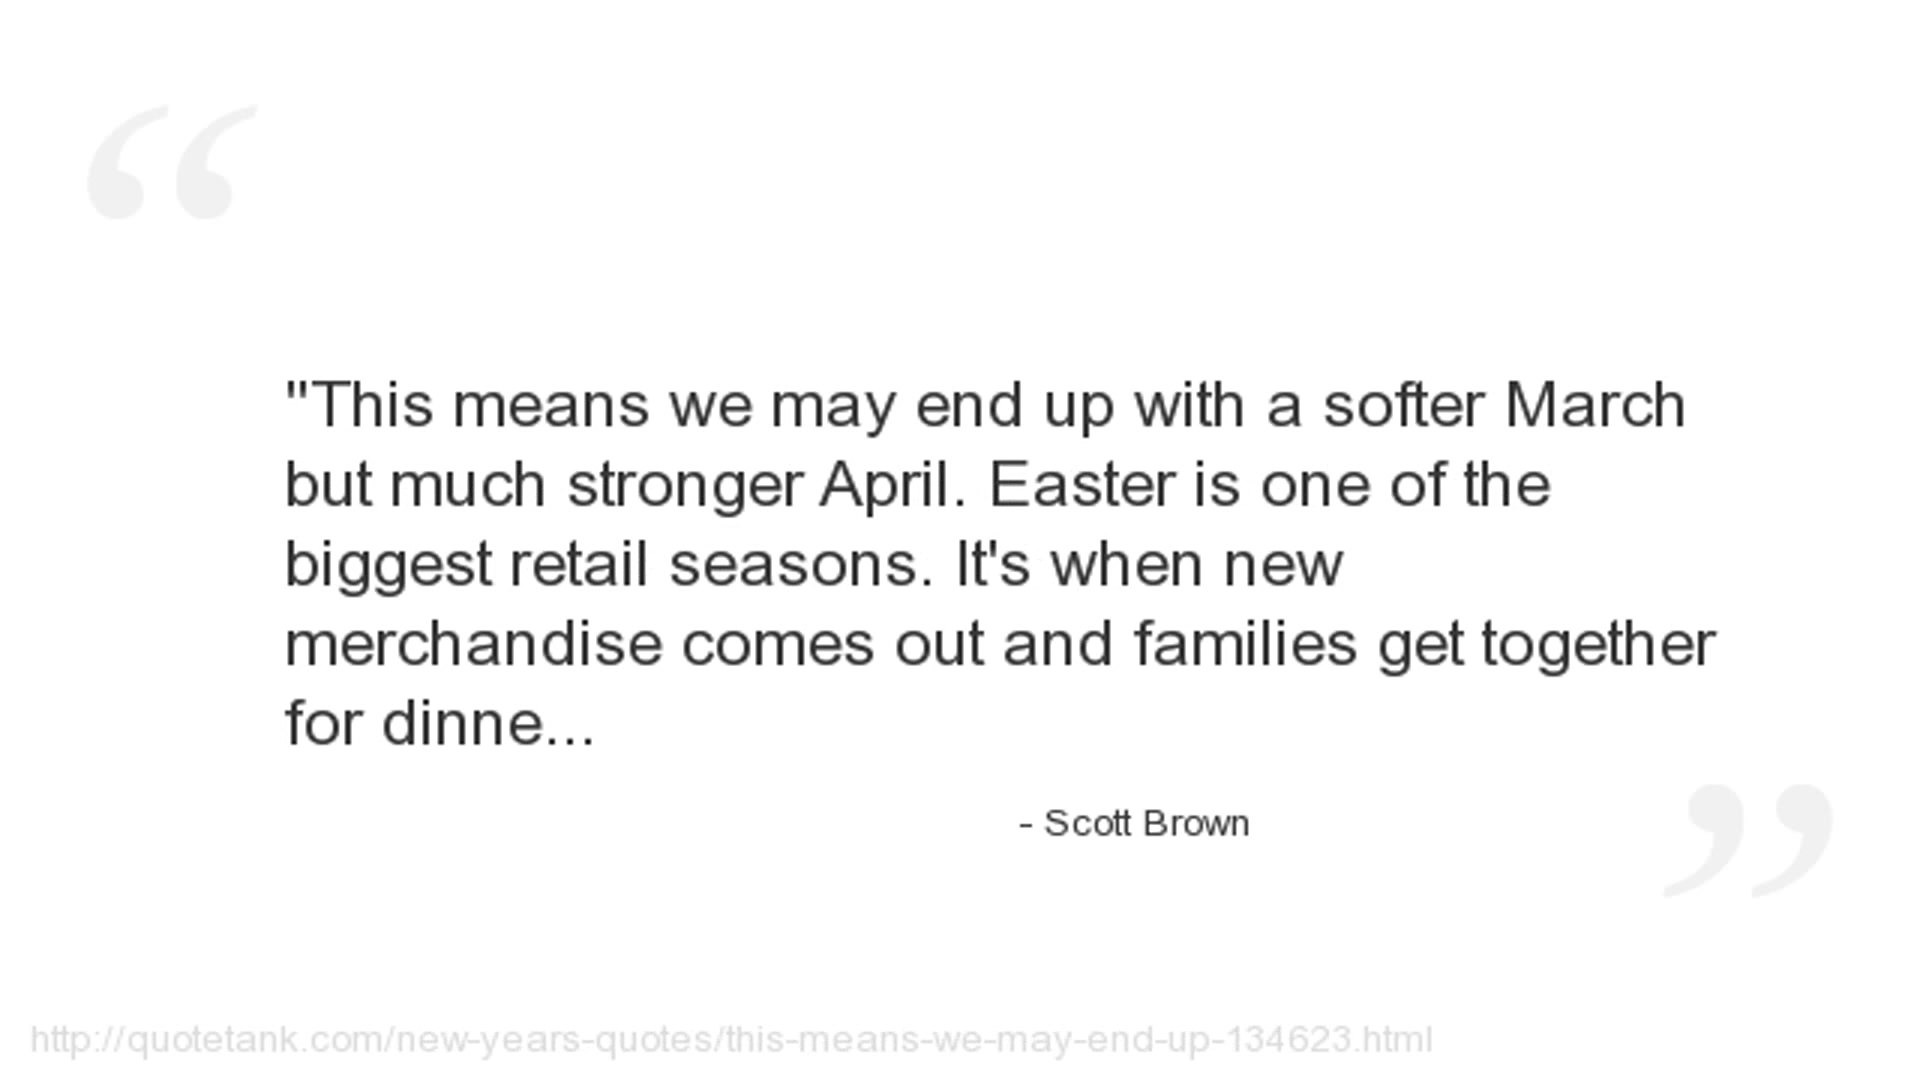 "This means we may end up with a softer March
but much stronger April. Easter is one of the
biggest retail seasons. It's when new
merchandise comes out and families get together
for dinne...
- Scott Brown
http://quotetank.com/new-years-quotes/this-means-we-may-end-up-134623.html